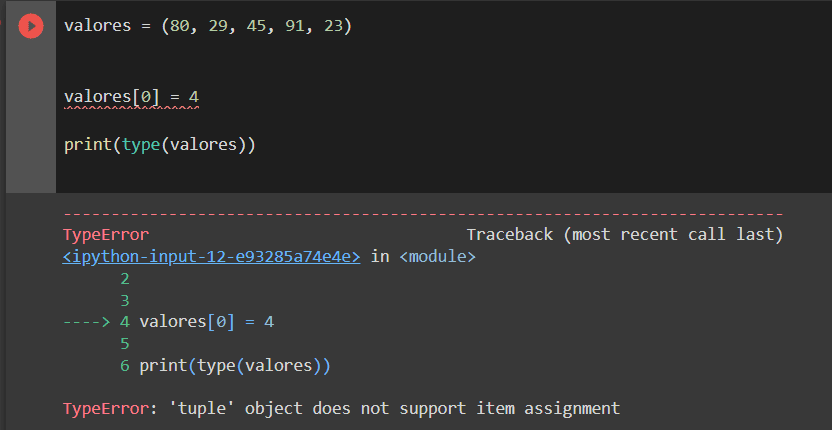 valores = (80, 29, 45, 91, 23)
valores[0] = 4
print(type(valores))
---------------------------------------------------------------------------
TypeError                                 Traceback (most recent call last)
<ipython-input-12-e93285a74e4e> in <module>
      2
      3
----> 4 valores[0] = 4
      5
      6 print(type(valores))
TypeError: 'tuple' object does not support item assignment